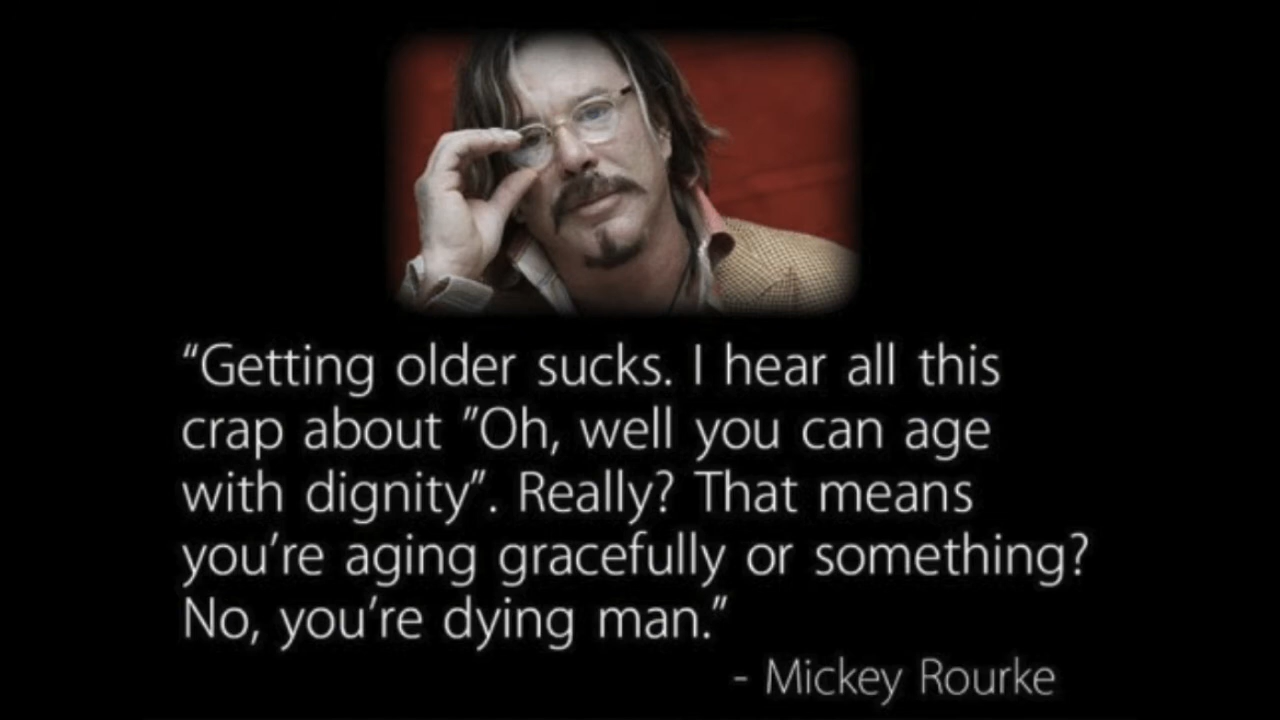 “Getting older sucks. I hear all this
crap about ”Oh, well you can age
with dignity”. Really? That means
you’re aging gracefully or something?
No, you’re dying man.”
- Mickey Rourke